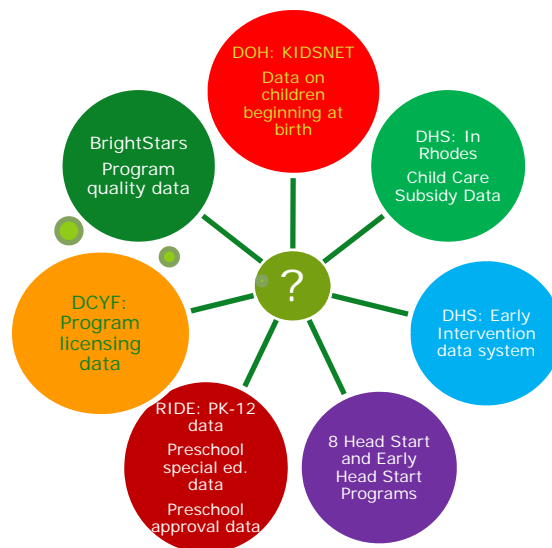 DOH: KIDSNET
Data on
children
beginning at
birth
DHS: In
Rhodes
Child Care
Subsidy Data
DHS: Early
Intervention
data system
8 Head Start
and Early
Head Start
Programs
RIDE: PK-12
data
Preschool
special ed.
data
Preschool
approval data
DCYF:
Program
licensing
data
BrightStars
Program
quality data
?